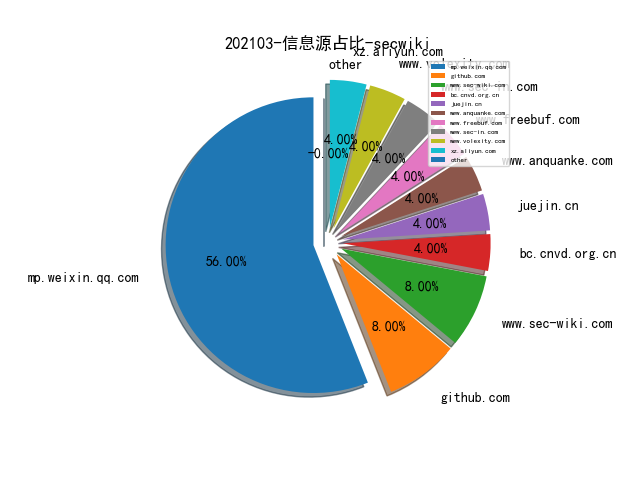 202103-信息源占比-secwiki
xz.aliyun.com
other
mp.weixin.qq.com
github.com
www.sec-wiki.com
bc.cnvd.org.cn
juejin.cn
www.anquanke.com
www.freebuf.com
www.sec-in.com
www.volexity.com
xz.aliyun.com
other
www.anquanke.com
juejin.cn
bc.cnvd.org.cn
www.sec-wiki.com
github.com
mp.weixin.qq.com
4.00%
-0.00%
4.00%
4.00%
4.00%
4.00%
4.00%
4.00%
8.00%
8.00%
56.00%